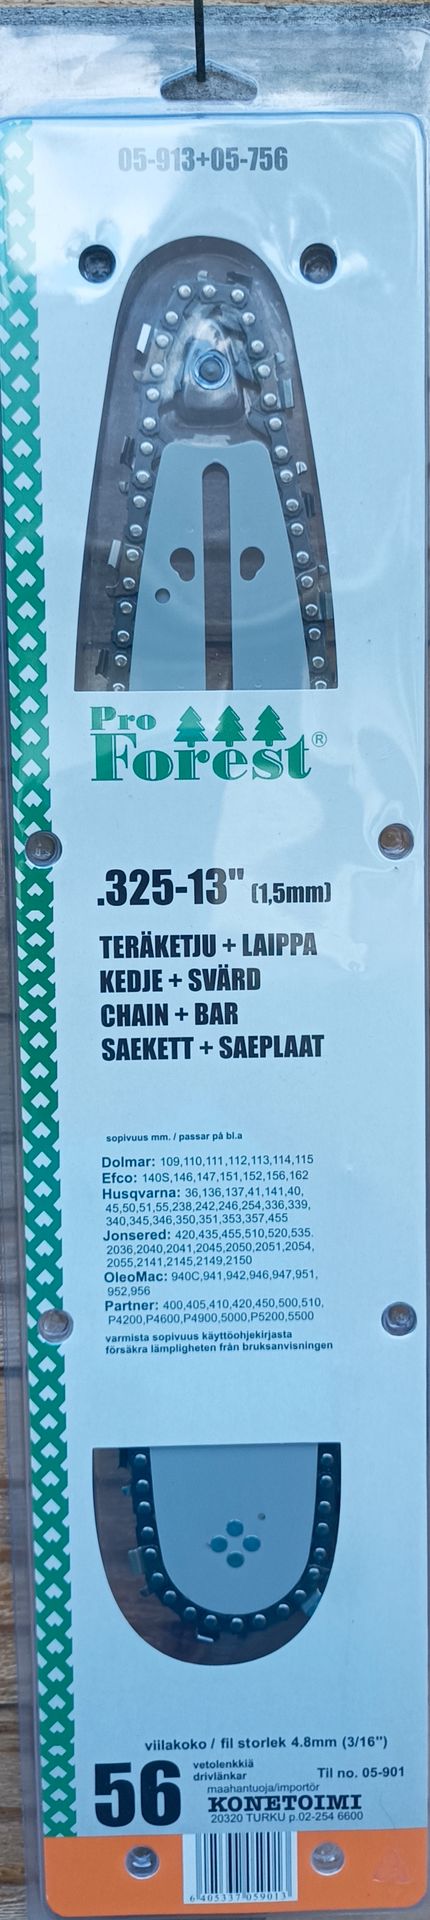 05-913+05-756
Pro
Forest®
.325-13" (1,5mm)
TERÄKETJU + LAIPPA
KEDJE + SVÄRD
CHAIN + BAR
SAEKETT + SAEPLAAT
sopivuus mm. / passar på bl.a
Dolmar: 109,110,111,112,113,114,115
Efco: 140S,146,147,151,152,156,162
Husqvarna: 36,136,137,41,141,40,
45,50,51,55,238,242,246,254,336,339,
340,345,346,350,351,353,357,455
Jonsered: 420,435,455,510,520,535.
2036,2040,2041,2045,2050,2051,2054,
2055,2141,2145,2149,2150
OleoMac: 940C,941,942,946,947,951,
952,956
Partner: 400,405,410,420,450,500,510,
P4200,P4600,P4900,5000,P5200,5500
varmista sopivuus käyttöohjekirjasta
försäkra lämpligheten från bruksanvisningen
viilakoko / fil storlek 4.8mm (3/16")
56
vetolenkkiä
drivlänkar
Til no. 05-901
maahantuoja/importör
KONETOIMI
20320 TURKU p.02-254 6600
6 405337 059013